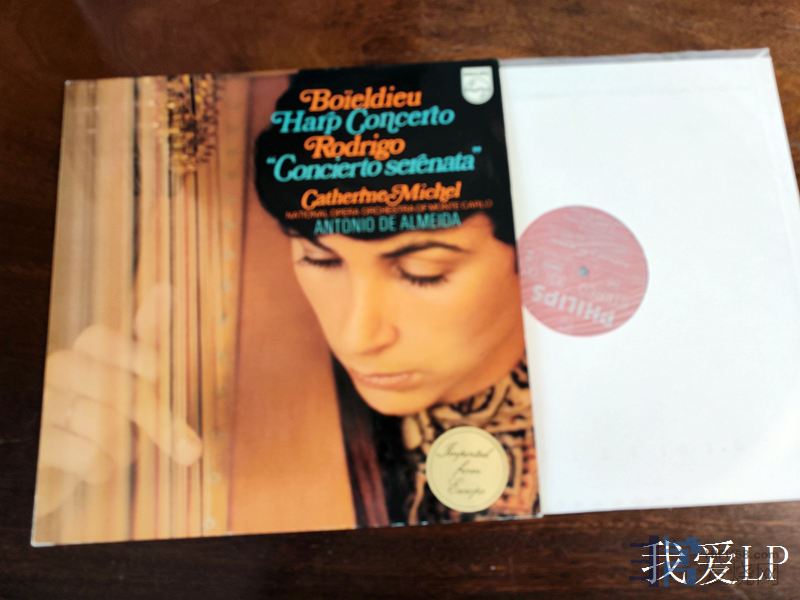 Boïeldieu
Harp Concerto
Rodrigo
"Concierto serenata"
Catherine Michel
NATIONAL OPERA ORCHESTRA OF MONTE CARLO
ANTONIO DE ALMEIDA
PHILIPS
Imported
from
Europe
我爱LP